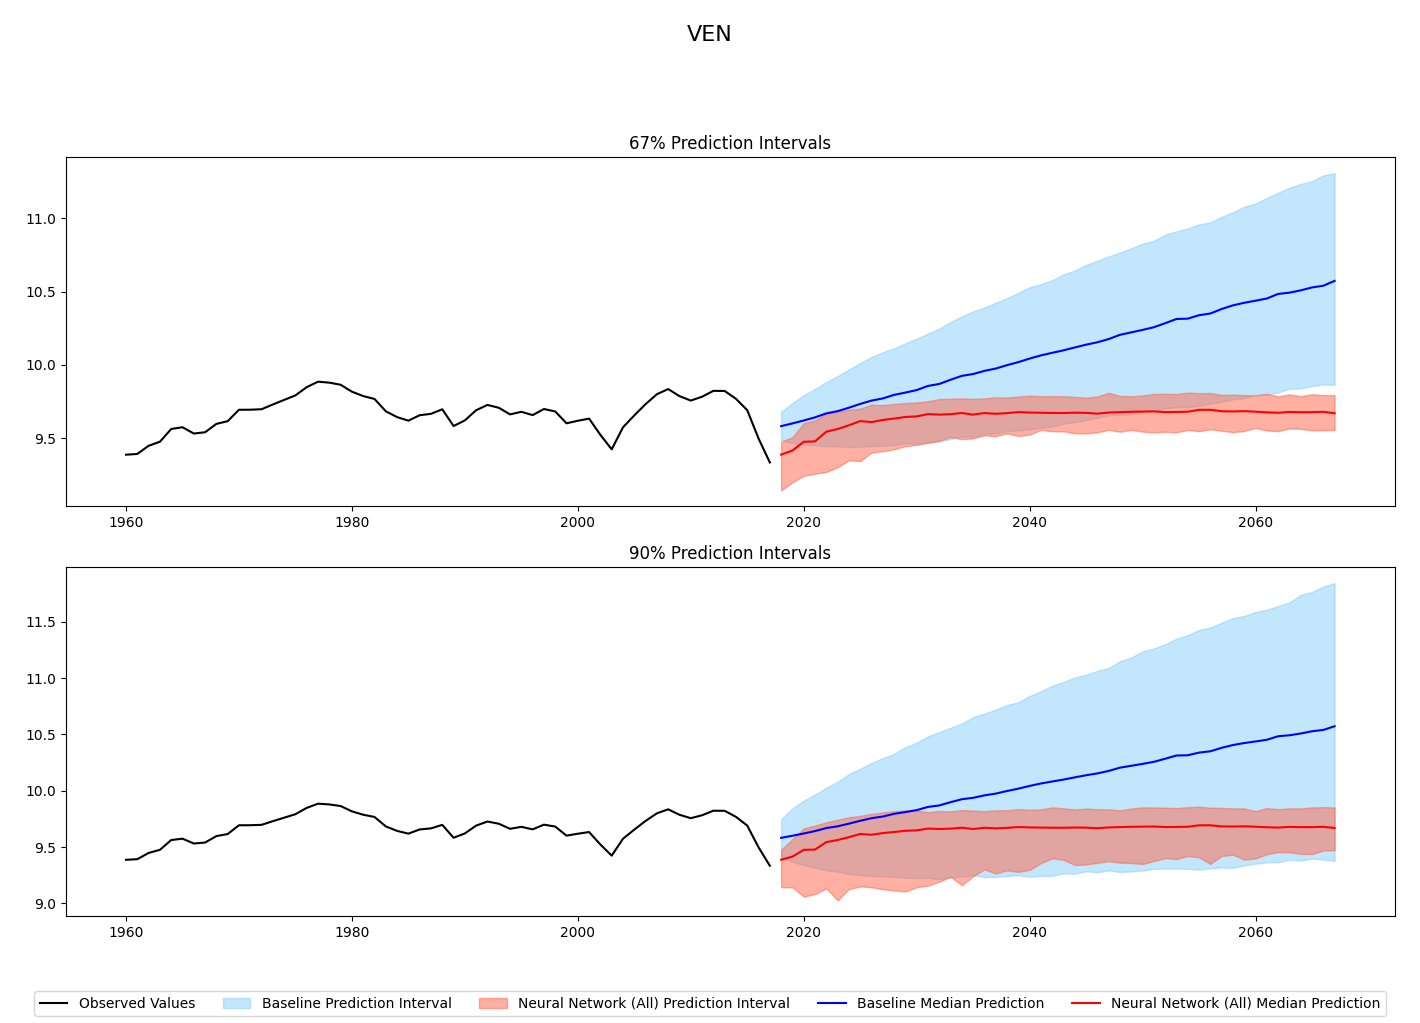 VEN
67% Prediction Intervals
11.0
10.5
10.0
9.5
1960 1980 2000 2020 2040 2060
90% Prediction Intervals
11.5
11.0
10.5
10.0
9.5
9.0
1960 1980 2000 2020 2040 2060
Observed Values Baseline Prediction Interval Neural Network (All) Prediction Interval Baseline Median Prediction Neural Network (All) Median Prediction